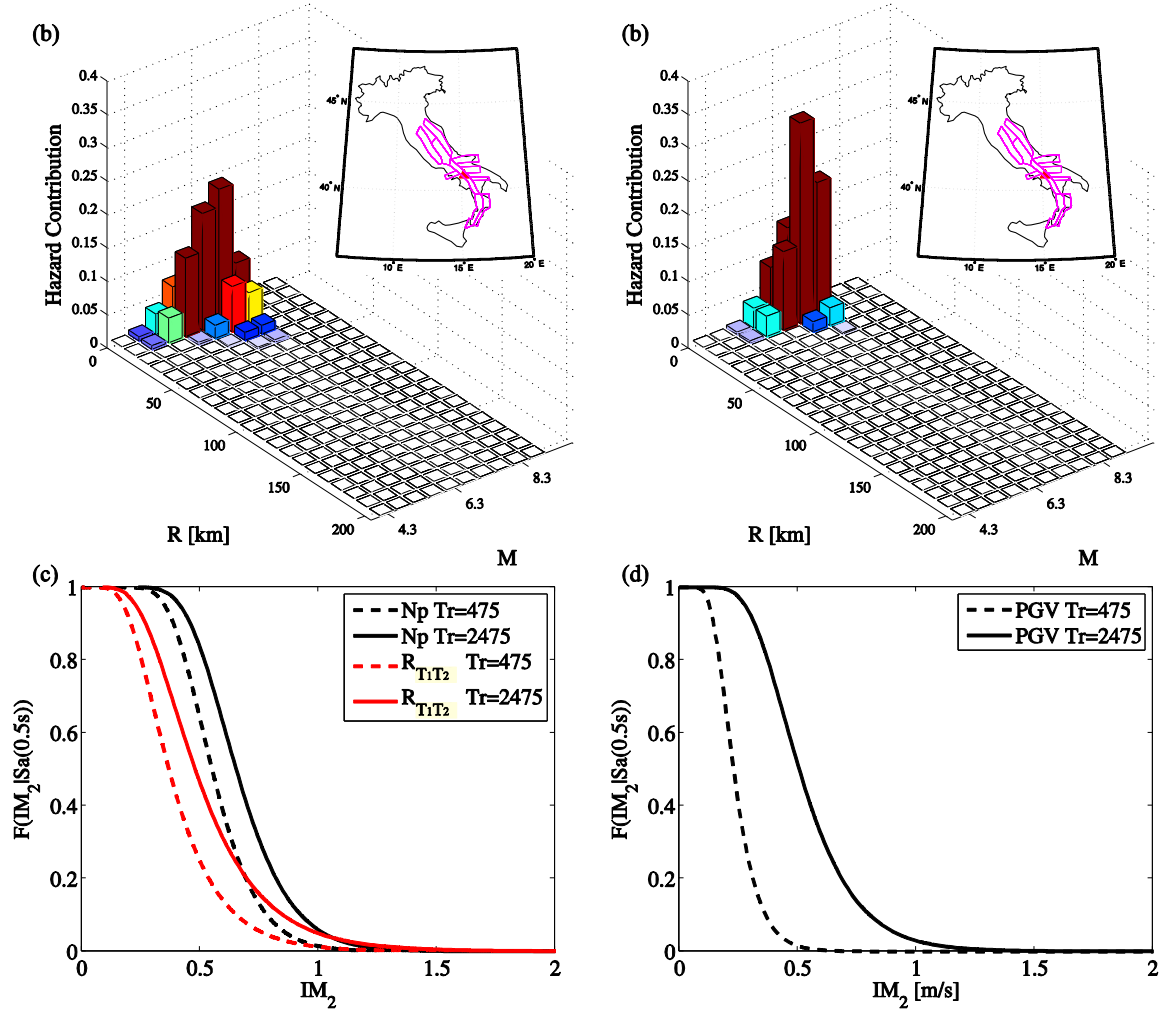 (b)
0.4
0.35
0.3
0.25
0.2
0.15
0.1
0.05
0
Hazard Contribution
0
50
100
150
200
R [km]
4.3
6.3
8.3
M
45° N
40° N
10° E
15° E
20° E
(b)
0.4
0.35
0.3
0.25
0.2
0.15
0.1
0.05
0
Hazard Contribution
0
50
100
150
200
R [km]
4.3
6.3
8.3
M
45° N
40° N
10° E
15° E
20° E
(c)
1
0.8
0.6
0.4
0.2
0
F(IM2|Sa(0.5s))
0 0.5 1 1.5 2
IM2
Np Tr=475
Np Tr=2475
RT1T2 Tr=475
RT1T2 Tr=2475
(d)
1
0.8
0.6
0.4
0.2
0
F(IM2|Sa(0.5s))
0 0.5 1 1.5 2
IM2 [m/s]
PGV Tr=475
PGV Tr=2475